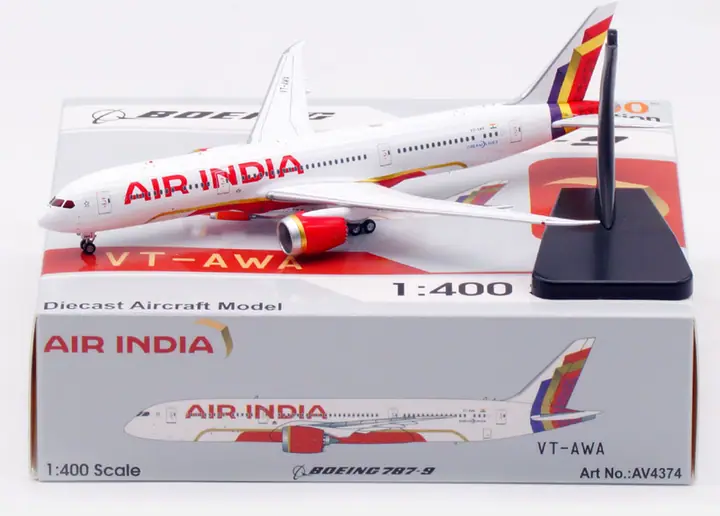 BOEING
AIR INDIA
VT-AWA
Diecast Aircraft Model
1:400
AIR INDIA
AIR INDIA
VT-AWA
1:400 Scale
BOEING 787-9
Art No.:AV4374